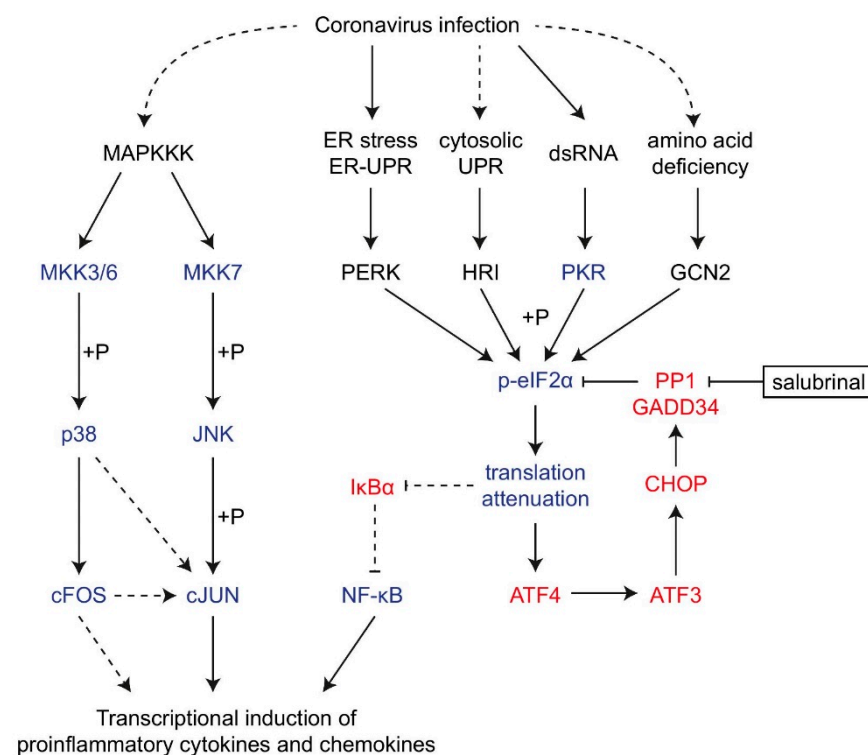 Coronavirus infection
MAPKKK
ER stress
ER-UPR
cytosolic
UPR
dsRNA
amino acid
deficiency
MKK3/6
MKK7
PERK
HRI
PKR
GCN2
+P
+P
+P
p-eIF2α
PP1
GADD34
salubrinal
p38
JNK
IκBα
translation
attenuation
CHOP
+P
cFOS
cJUN
NF-κB
ATF4
ATF3
Transcriptional induction of
proinflammatory cytokines and chemokines